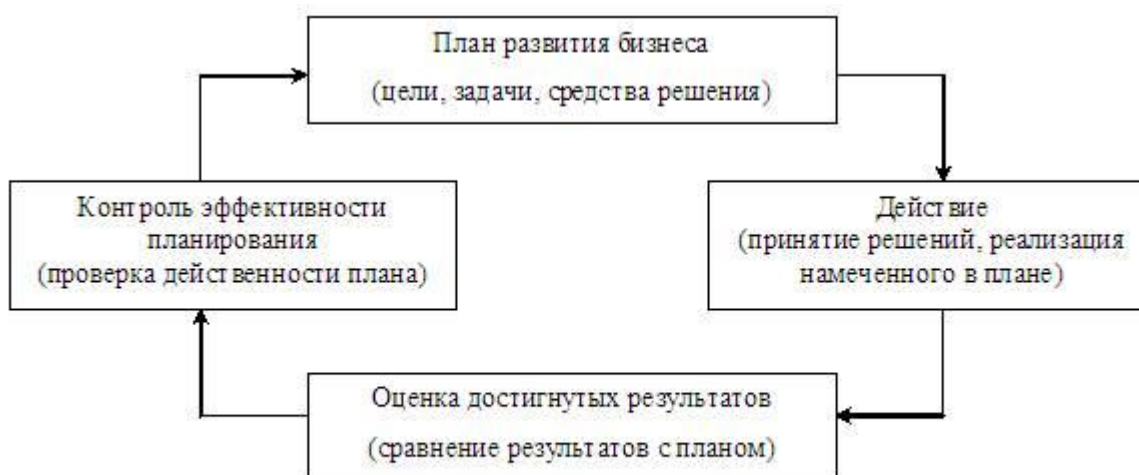 План развития бизнеса
(цели, задачи, средства решения)
Контроль эффективности
планирования
(проверка действенности плана)
Действие
(принятие решений, реализация
намеченного в плане)
Оценка достигнутых результатов
(сравнение результатов с планом)